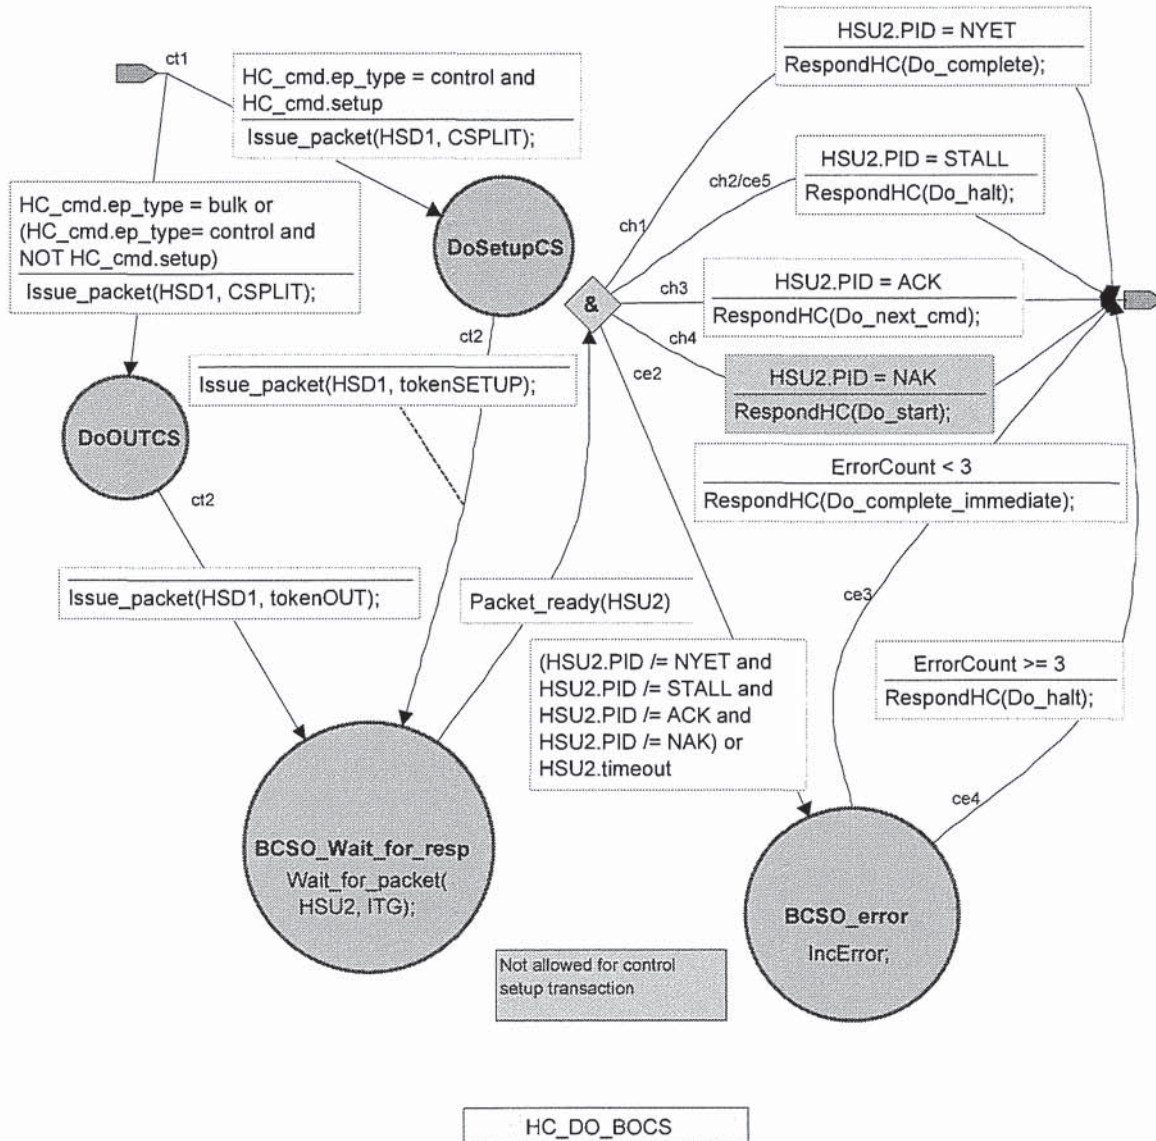 ct1
HC_cmd.ep_type = control and
HC_cmd.setup
Issue_packet(HSD1, CSPLIT);
HC_cmd.ep_type = bulk or
(HC_cmd.ep_type= control and
NOT HC_cmd.setup)
Issue_packet(HSD1, CSPLIT);
DoSetupCS
ct2
Issue_packet(HSD1, tokenSETUP);
DoOUTCS
ct2
Issue_packet(HSD1, tokenOUT);
Packet_ready(HSU2)
BCSO_Wait_for_resp
Wait_for_packet(
HSU2, ITG);
&
ch1
HSU2.PID = NYET
RespondHC(Do_complete);
ch2/ce5
HSU2.PID = STALL
RespondHC(Do_halt);
ch3
HSU2.PID = ACK
RespondHC(Do_next_cmd);
ch4
HSU2.PID = NAK
RespondHC(Do_start);
ce2
(HSU2.PID /= NYET and
HSU2.PID /= STALL and
HSU2.PID /= ACK and
HSU2.PID /= NAK) or
HSU2.timeout
ErrorCount < 3
RespondHC(Do_complete_immediate);
ce3
ErrorCount >= 3
RespondHC(Do_halt);
ce4
BCSO_error
IncError;
Not allowed for control
setup transaction
HC_DO_BOCS